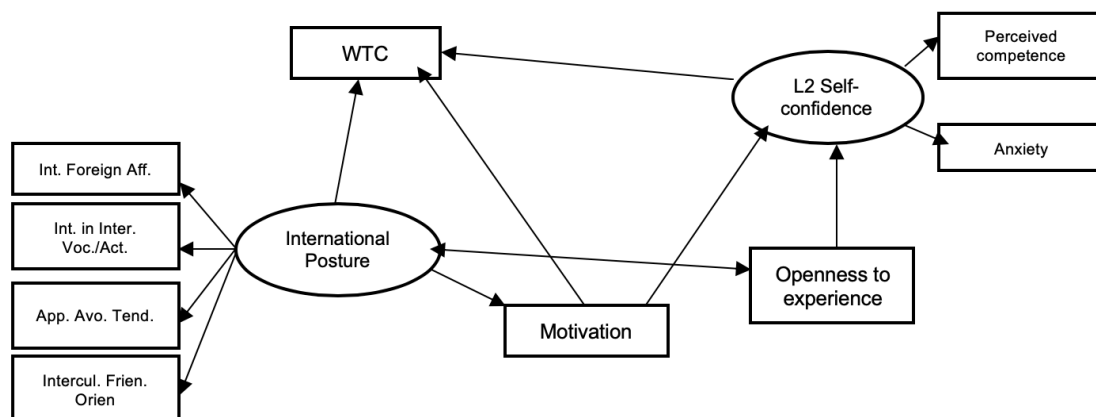 WTC
Perceived
competence
L2 Self-
confidence
Anxiety
Int. Foreign Aff.
Int. in Inter.
Voc./Act.
International
Posture
Openness to
experience
App. Avo. Tend.
Motivation
Intercul. Frien.
Orien